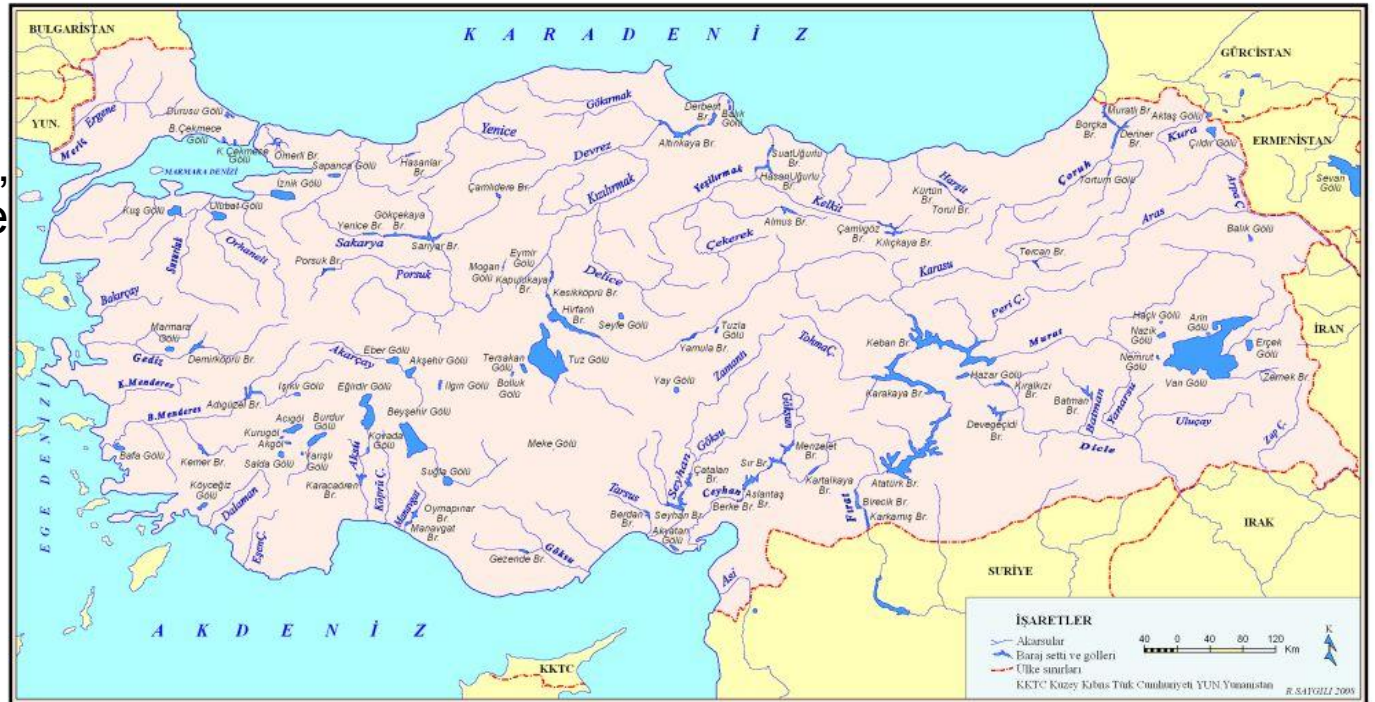 BULGARİSTAN
K A R A D E N İ Z
GÜRCİSTAN
YUN.
Ergene
Meriç
Durusu Gölü
B.Çekmece Gölü
K.Çekmece Gölü
Ömerli Br.
MARMARA DENİZİ
Sapanca Gölü
İznik Gölü
Hasanlar Br.
Yenice
Gökırmak
Derbent Br.
Balık Gölü
Altınkaya Br.
Devrez
Kızılırmak
Çamlıdere Br.
SuatUğurlu Br.
HasanUğurlu Br.
Yeşilırmak
Kelkit
Harşit
Kürtün Br.
Torul Br.
Borçka Br.
Muratlı Br.
Deriner Br.
Aktaş Gölü
Kura
Çıldır Gölü
ERMENİSTAN
Sevan Gölü
Çoruh
Tortum Gölü
Arpa Ç.
Aras
Balık Gölü
,
e
Kuş Gölü
Ulubat Gölü
Susurluk
Orhaneli
Gökçekaya Br.
Yenice Br.
Sakarya
Sarıyar Br.
Porsuk Br.
Porsuk
Mogan Gölü
Eymir Gölü
Kapulukaya Br.
Kesikköprü Br.
Delice
Çekerek
Almus Br.
Çamlıgöz Br.
Kılıçkaya Br.
Tercan Br.
Karasu
Peri Ç.
Bakırçay
Marmara Gölü
Gediz
Demirköprü Br.
Akarçay
Eber Gölü
Akşehir Gölü
Tersakan Gölü
Ilgın Gölü
Bolluk Gölü
Tuz Gölü
Hirfanlı Br.
Seyfe Gölü
Tuzla Gölü
Yamula Br.
Zamantı
Tohma Ç.
Keban Br.
Murat
Haçlı Gölü
Nazik Gölü
Arin Gölü
Erçek Gölü
Nemrut Gölü
Van Gölü
Zernek Br.
İRAN
K.Menderes
B.Menderes
Adıgüzel Br.
Işıklı Gölü
Eğirdir Gölü
Beyşehir Gölü
Acıgöl
Burdur Gölü
Kurugöl
Akgöl
Salda Gölü
Yarışlı Gölü
Kovada Gölü
Yay Gölü
Karakaya Br.
Hazar Gölü
Kıralkızı Br.
Devegeçidi Br.
Batman Br.
Batman
Yanarsu
Uluçay
Zap Ç.
Dicle
Bafa Gölü
Kemer Br.
Köyceğiz Gölü
Dalaman
Eşen Ç.
Aksu
Karacaören Br.
Köprü Ç.
Manavgat
Suğla Gölü
Oymapınar Br.
Manavgat Br.
Meke Gölü
Göksu
Gezende Br.
Tarsus
Berdan Br.
Seyhan
Göksu
Çatalan Br.
Seyhan Br.
Akyatan Gölü
Ceyhan
Göksun
Menzelet Br.
Sır Br.
Aslantaş Br.
Berke Br.
Kartalkaya Br.
Atatürk Br.
Birecik Br.
Karkamış Br.
Fırat
Asi
IRAK
SURİYE
EGE DENİZİ
A K D E N İ Z
KKTC
İŞARETLER
Akarsular
Baraj setti ve gölleri
Ülke sınırları
KKTC Kuzey Kıbrıs Türk Cumhuriyeti YUN.Yunanistan
40 0 40 80 120
Km
K
R.SAYGILI 2008